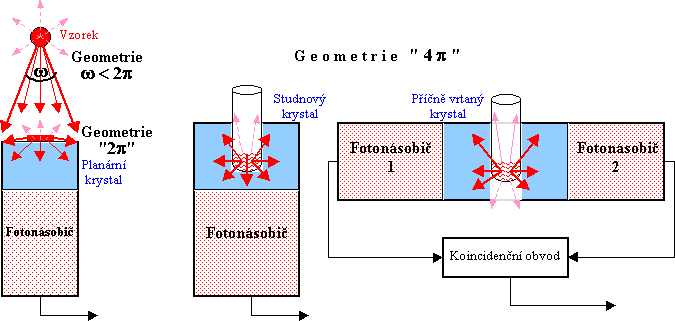 Vzorek
Geometrie
ω < 2π
ω
Geometrie
"2π"
Planární
krystal
Fotonásobič
Geometrie "4π"
Studnový
krystal
Fotonásobič
Příčně vrtaný
krystal
Fotonásobič
1
Fotonásobič
2
Koincidenční obvod